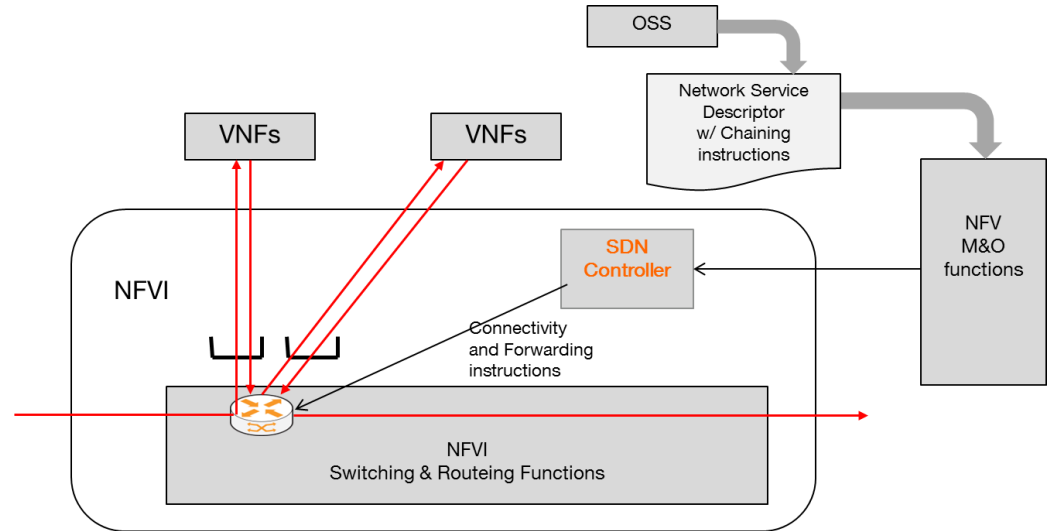 OSS
Network Service
Descriptor
w/ Chaining
instructions
VNFs
VNFs
NFV
M&O
functions
SDN
Controller
NFVI
Connectivity
and Forwarding
instructions
NFVI
Switching & Routeing Functions